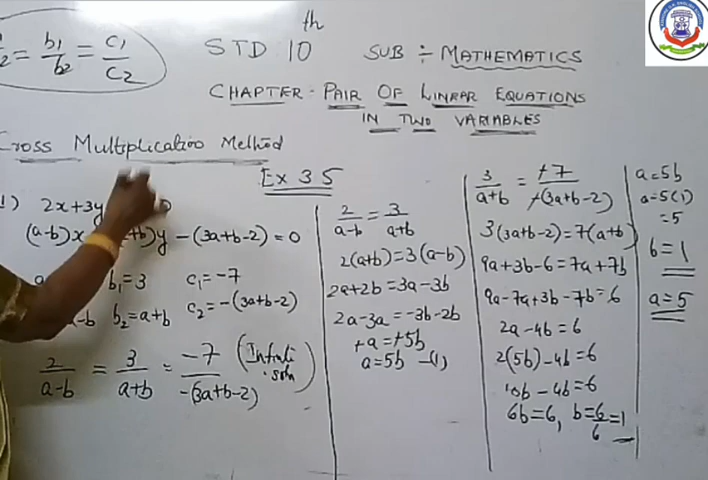 = b₁/b₂ = c₁/c₂
STD 10th SUB ÷ MATHEMATICS
CHAPTER - PAIR OF LINEAR EQUATIONS
IN TWO VARIABLES
ross Multiplication Method
Ex 3 5
1) 2x+3y
(a-b)x +b)y -(3a+b-2)=0
b₁=3 c₁=-7
-b b₂=a+b c₂=-(3a+b-2)
2/(a-b) = 3/(a+b) = -7/-(3a+b-2) (Infiniti soln)
2/(a-b) = 3/(a+b)
2(a+b)=3(a-b)
2a+2b=3a-3b
2a-3a=-3b-2b
+a=+5b
a=5b -(1)
3/(a+b) = +7/+(3a+b-2)
3(3a+b-2)=7(a+b)
9a+3b-6=7a+7b
9a-7a+3b-7b=6
2a-4b=6
2(5b)-4b=6
10b-4b=6
6b=6, b=6/6=1
a=5b
a=5(1)
=5
b=1
a=5